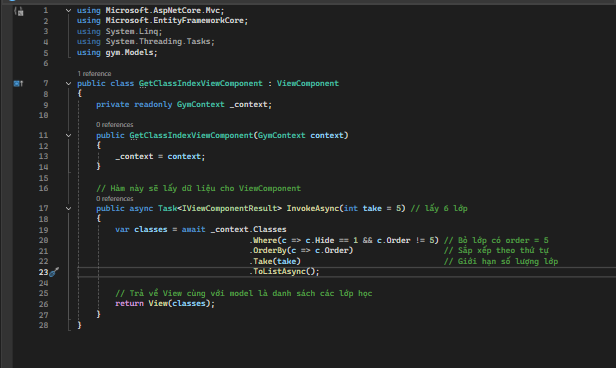 1 using Microsoft.AspNetCore.Mvc;
2 using Microsoft.EntityFrameworkCore;
3 using System.Linq;
4 using System.Threading.Tasks;
5 using gym.Models;
6
1 reference
7 public class GetClassIndexViewComponent : ViewComponent
8 {
9 private readonly GymContext _context;
10
0 references
11 public GetClassIndexViewComponent(GymContext context)
12 {
13 _context = context;
14 }
15
16 // Hàm này sẽ lấy dữ liệu cho ViewComponent
0 references
17 public async Task<IViewComponentResult> InvokeAsync(int take = 5) // lấy 6 lớp
18 {
19 var classes = await _context.Classes
20 .Where(c => c.Hide == 1 && c.Order != 5) // Bỏ lớp có order = 5
21 .OrderBy(c => c.Order) // Sắp xếp theo thứ tự
22 .Take(take) // Giới hạn số lượng lớp
23 .ToListAsync();
24
25 // Trả về View cùng với model là danh sách các lớp học
26 return View(classes);
27 }
28 }